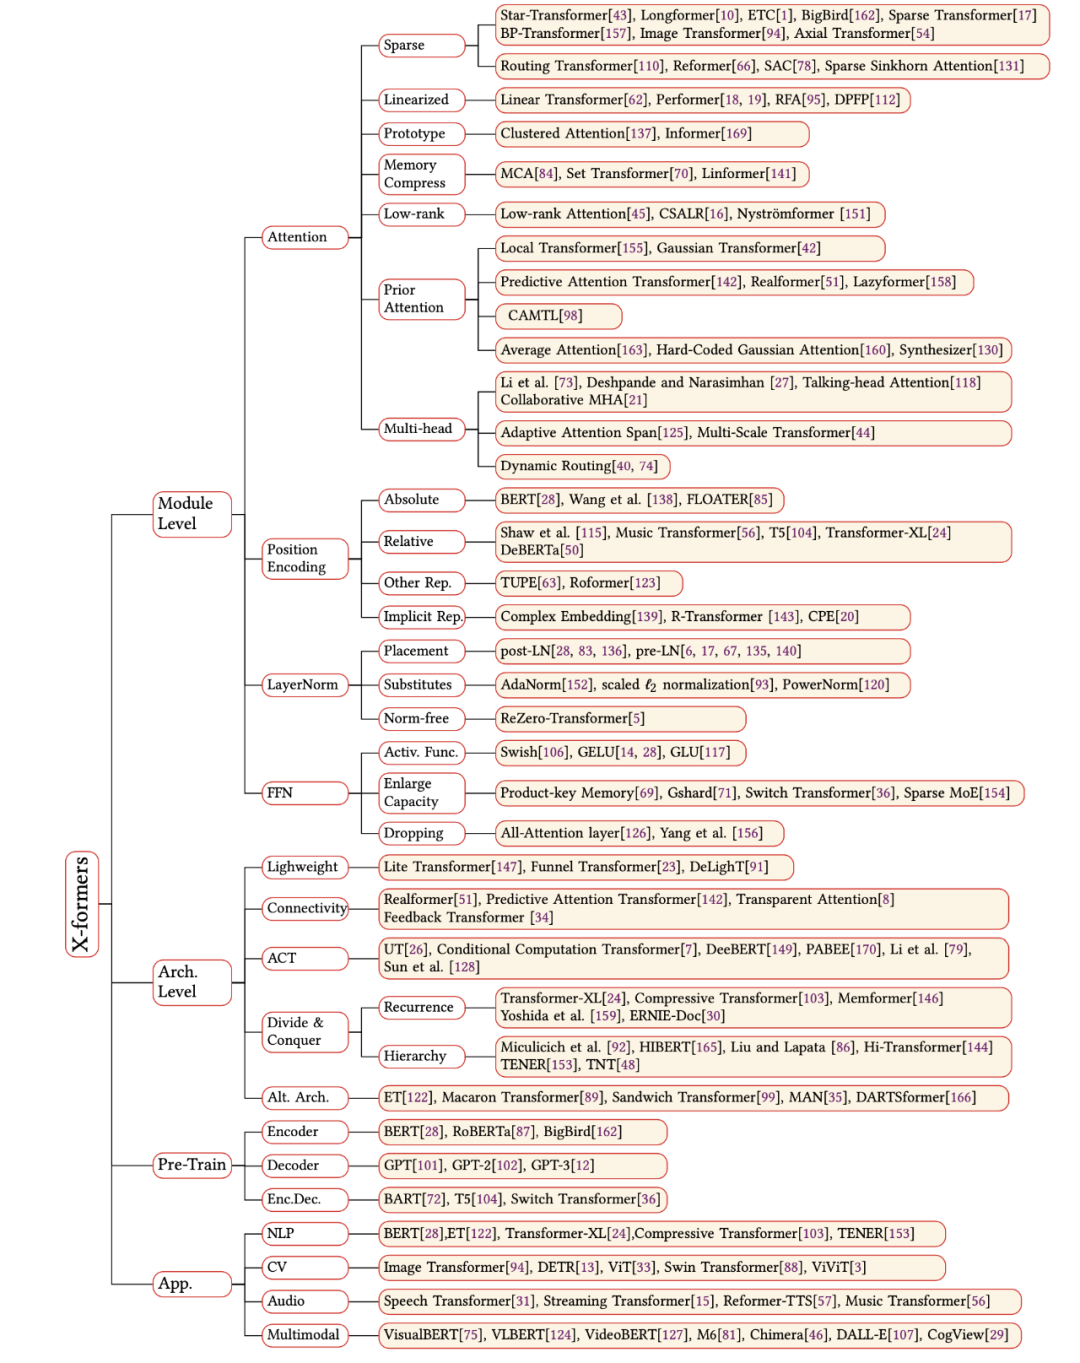 Star-Transformer[43], Longformer[10], ETC[1], BigBird[162], Sparse Transformer[17]
BP-Transformer[157], Image Transformer[94], Axial Transformer[54]
Sparse
Routing Transformer[110], Reformer[66], SAC[78], Sparse Sinkhorn Attention[131]
Linearized
Linear Transformer[62], Performer[18, 19], RFA[95], DPFP[112]
Prototype
Clustered Attention[137], Informer[169]
Memory
Compress
MCA[84], Set Transformer[70], Linformer[141]
Low-rank
Low-rank Attention[45], CSALR[16], Nyströmformer [151]
Attention
Local Transformer[155], Gaussian Transformer[42]
Predictive Attention Transformer[142], Realformer[51], Lazyformer[158]
Prior
Attention
CAMTL[98]
Average Attention[163], Hard-Coded Gaussian Attention[160], Synthesizer[130]
Li et al. [73], Deshpande and Narasimhan [27], Talking-head Attention[118]
Collaborative MHA[21]
Multi-head
Adaptive Attention Span[125], Multi-Scale Transformer[44]
Dynamic Routing[40, 74]
Module
Level
Absolute
BERT[28], Wang et al. [138], FLOATER[85]
Position
Encoding
Relative
Shaw et al. [115], Music Transformer[56], T5[104], Transformer-XL[24]
DeBERTa[50]
Other Rep.
TUPE[63], Roformer[123]
Implicit Rep.
Complex Embedding[139], R-Transformer [143], CPE[20]
Placement
post-LN[28, 83, 136], pre-LN[6, 17, 67, 135, 140]
LayerNorm
Substitutes
AdaNorm[152], scaled ℓ2 normalization[93], PowerNorm[120]
Norm-free
ReZero-Transformer[5]
Activ. Func.
Swish[106], GELU[14, 28], GLU[117]
FFN
Enlarge
Capacity
Product-key Memory[69], Gshard[71], Switch Transformer[36], Sparse MoE[154]
Dropping
All-Attention layer[126], Yang et al. [156]
X-formers
Lighweight
Lite Transformer[147], Funnel Transformer[23], DeLighT[91]
Connectivity
Realformer[51], Predictive Attention Transformer[142], Transparent Attention[8]
Feedback Transformer [34]
Arch.
Level
ACT
UT[26], Conditional Computation Transformer[7], DeeBERT[149], PABEE[170], Li et al. [79],
Sun et al. [128]
Divide &
Conquer
Recurrence
Transformer-XL[24], Compressive Transformer[103], Memformer[146]
Yoshida et al. [159], ERNIE-Doc[30]
Hierarchy
Miculicich et al. [92], HIBERT[165], Liu and Lapata [86], Hi-Transformer[144]
TENER[153], TNT[48]
Alt. Arch.
ET[122], Macaron Transformer[89], Sandwich Transformer[99], MAN[35], DARTSformer[166]
Encoder
BERT[28], RoBERTa[87], BigBird[162]
Pre-Train
Decoder
GPT[101], GPT-2[102], GPT-3[12]
Enc.Dec.
BART[72], T5[104], Switch Transformer[36]
NLP
BERT[28],ET[122], Transformer-XL[24],Compressive Transformer[103], TENER[153]
App.
CV
Image Transformer[94], DETR[13], ViT[33], Swin Transformer[88], ViViT[3]
Audio
Speech Transformer[31], Streaming Transformer[15], Reformer-TTS[57], Music Transformer[56]
Multimodal
VisualBERT[75], VLBERT[124], VideoBERT[127], M6[81], Chimera[46], DALL-E[107], CogView[29]